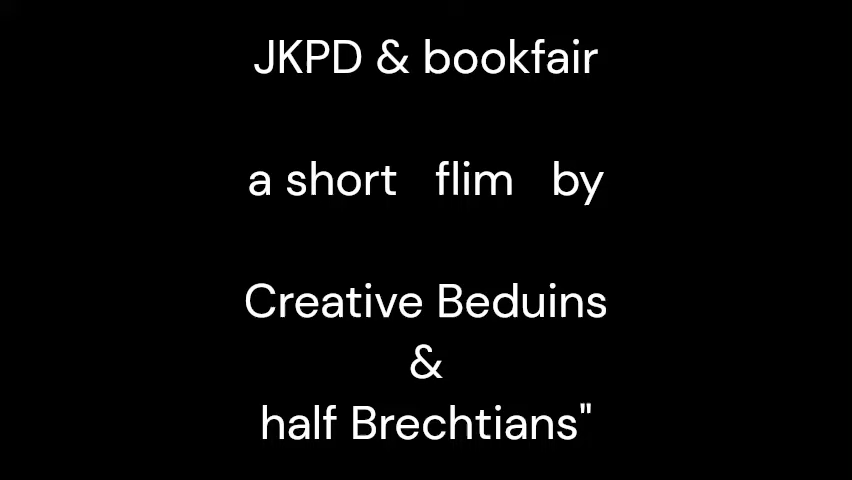 JKPD & bookfair
a short flim by
Creative Beduins
&
half Brechtians"